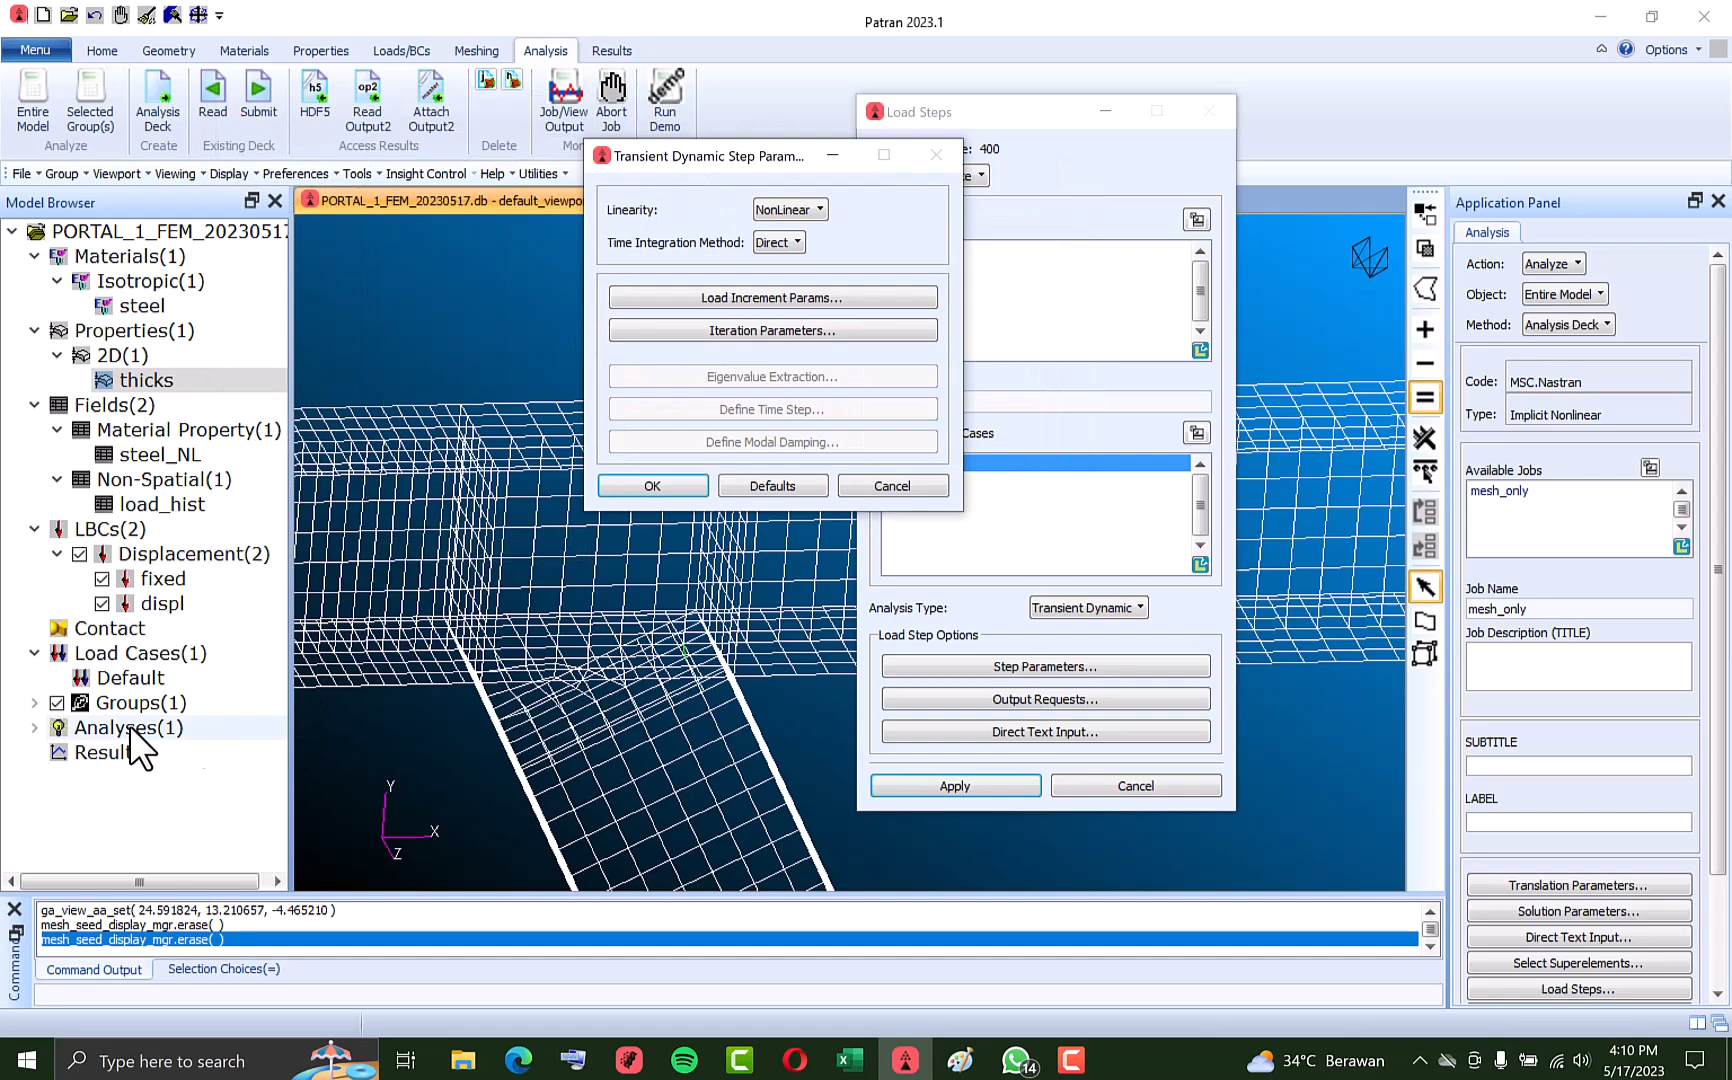 Patran 2023.1
Menu
Home
Geometry
Materials
Properties
Loads/BCs
Meshing
Analysis
Results
Options
Entire Model
Selected Group(s)
Analyze
Analysis Deck
Create
Read
Submit
Existing Deck
HDF5
Read Output2
Attach Output2
Access Results
Delete
Job/View Output
Abort Job
Run Demo
h5
op2
master
File
Group
Viewport
Viewing
Display
Preferences
Tools
Insight Control
Help
Utilities
Model Browser
PORTAL_1_FEM_20230517
Materials(1)
Isotropic(1)
steel
Properties(1)
2D(1)
thicks
Fields(2)
Material Property(1)
steel_NL
Non-Spatial(1)
load_hist
LBCs(2)
Displacement(2)
fixed
displ
Contact
Load Cases(1)
Default
Groups(1)
Analyses(1)
Result
PORTAL_1_FEM_20230517.db - default_viewpor
Transient Dynamic Step Param...
Linearity:
NonLinear
Time Integration Method:
Direct
Load Increment Params...
Iteration Parameters...
Eigenvalue Extraction...
Define Time Step...
Define Modal Damping...
OK
Defaults
Cancel
Load Steps
e: 400
ce
Cases
Analysis Type:
Transient Dynamic
Load Step Options
Step Parameters...
Output Requests...
Direct Text Input...
Apply
Cancel
Y
X
Z
Application Panel
Analysis
Action:
Analyze
Object:
Entire Model
Method:
Analysis Deck
Code:
MSC.Nastran
Type:
Implicit Nonlinear
Available Jobs
mesh_only
Job Name
mesh_only
Job Description (TITLE)
SUBTITLE
LABEL
Translation Parameters...
Solution Parameters...
Direct Text Input...
Select Superelements...
Load Steps...
ga_view_aa_set( 24.591824, 13.210657, -4.465210 )
mesh_seed_display_mgr.erase( )
mesh_seed_display_mgr.erase( )
Command Output
Selection Choices(=)
Command
Type here to search
14
34°C Berawan
4:10 PM
5/17/2023